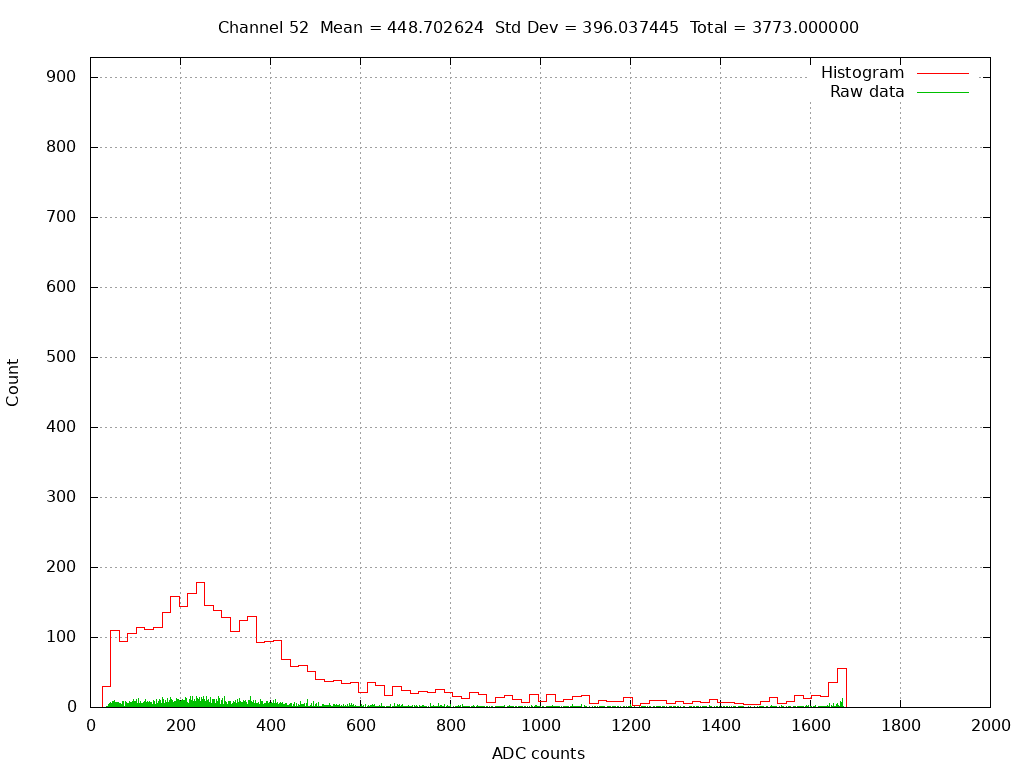 Channel 52  Mean = 448.702624  Std Dev = 396.037445  Total = 3773.000000
Histogram
Raw data
900
800
700
600
500
400
300
200
100
0
Count
0 200 400 600 800 1000 1200 1400 1600 1800 2000
ADC counts